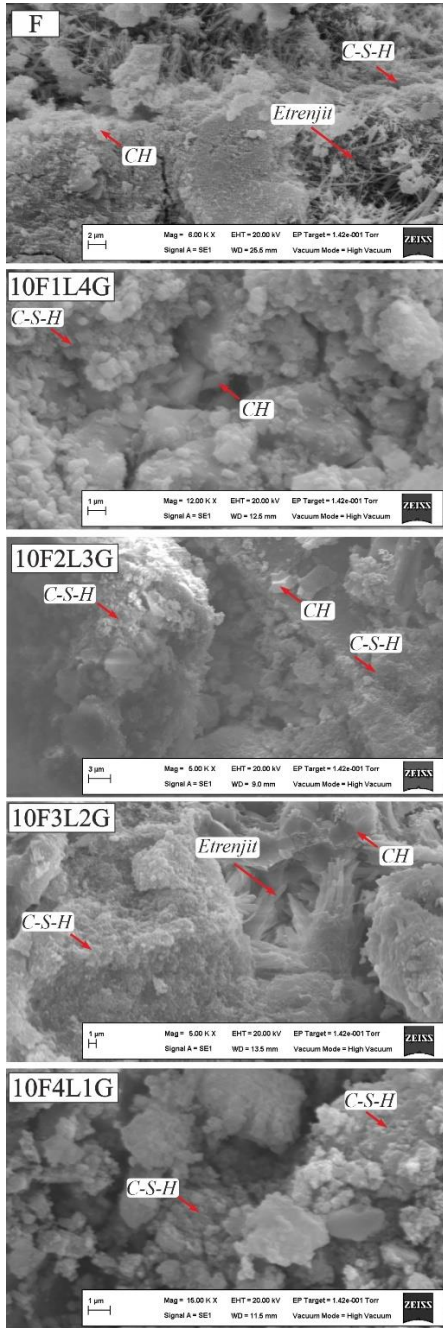 F
C-S-H
Etrenjit
CH
2 µm Mag = 6.00 K X EHT = 20.00 kV EP Target = 1.42e-001 Torr
Signal A = SE1 WD = 25.5 mm Vacuum Mode = High Vacuum
ZEISS
10F1L4G
C-S-H
CH
1 µm Mag = 12.00 K X EHT = 20.00 kV EP Target = 1.42e-001 Torr
Signal A = SE1 WD = 12.5 mm Vacuum Mode = High Vacuum
ZEISS
10F2L3G
C-S-H
CH
C-S-H
3 µm Mag = 5.00 K X EHT = 20.00 kV EP Target = 1.42e-001 Torr
Signal A = SE1 WD = 9.0 mm Vacuum Mode = High Vacuum
ZEISS
10F3L2G
Etrenjit
CH
C-S-H
1 µm Mag = 5.00 K X EHT = 20.00 kV EP Target = 1.42e-001 Torr
Signal A = SE1 WD = 13.5 mm Vacuum Mode = High Vacuum
ZEISS
10F4L1G
C-S-H
C-S-H
1 µm Mag = 15.00 K X EHT = 20.00 kV EP Target = 1.42e-001 Torr
Signal A = SE1 WD = 11.5 mm Vacuum Mode = High Vacuum
ZEISS